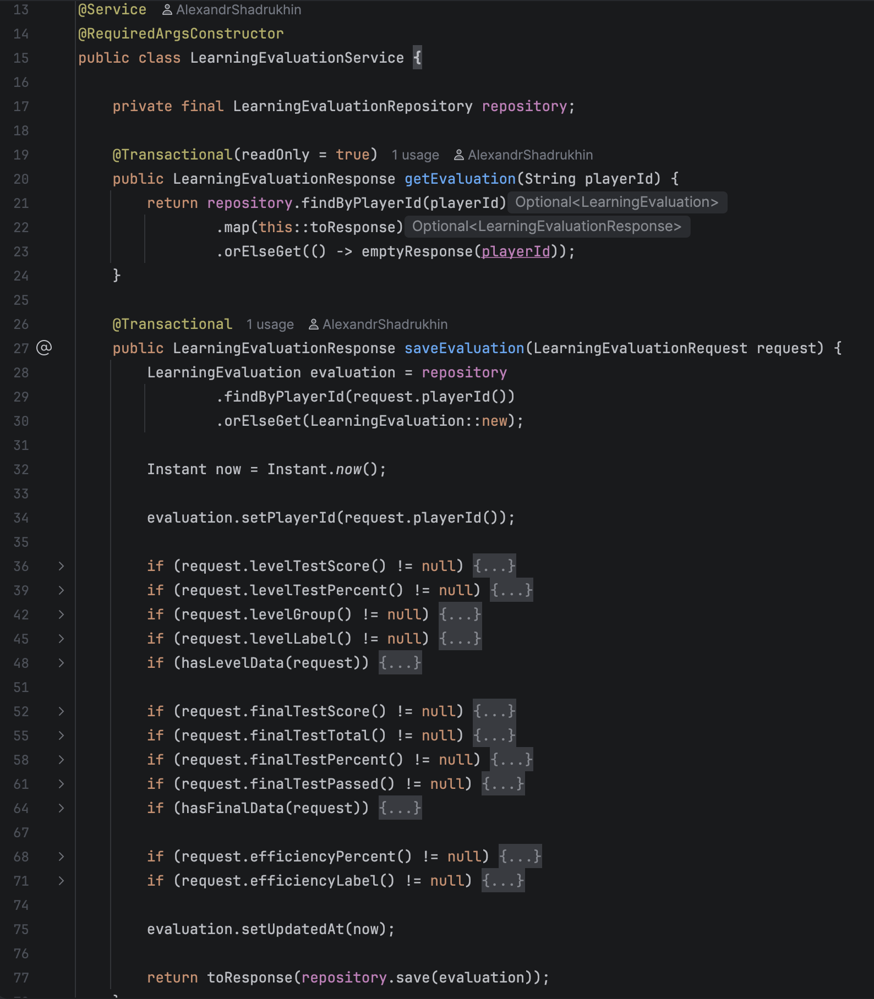 13 @Service AlexandrShadrukhin
14 @RequiredArgsConstructor
15 public class LearningEvaluationService {
16
17 private final LearningEvaluationRepository repository;
18
19 @Transactional(readOnly = true) 1 usage AlexandrShadrukhin
20 public LearningEvaluationResponse getEvaluation(String playerId) {
21 return repository.findByPlayerId(playerId) Optional<LearningEvaluation>
22 .map(this::toResponse) Optional<LearningEvaluationResponse>
23 .orElseGet(() -> emptyResponse(playerId));
24 }
25
26 @Transactional 1 usage AlexandrShadrukhin
27 @ public LearningEvaluationResponse saveEvaluation(LearningEvaluationRequest request) {
28 LearningEvaluation evaluation = repository
29 .findByPlayerId(request.playerId())
30 .orElseGet(LearningEvaluation::new);
31
32 Instant now = Instant.now();
33
34 evaluation.setPlayerId(request.playerId());
35
36 if (request.levelTestScore() != null) {...}
39 if (request.levelTestPercent() != null) {...}
42 if (request.levelGroup() != null) {...}
45 if (request.levelLabel() != null) {...}
48 if (hasLevelData(request)) {...}
51
52 if (request.finalTestScore() != null) {...}
55 if (request.finalTestTotal() != null) {...}
58 if (request.finalTestPercent() != null) {...}
61 if (request.finalTestPassed() != null) {...}
64 if (hasFinalData(request)) {...}
67
68 if (request.efficiencyPercent() != null) {...}
71 if (request.efficiencyLabel() != null) {...}
74
75 evaluation.setUpdatedAt(now);
76
77 return toResponse(repository.save(evaluation));